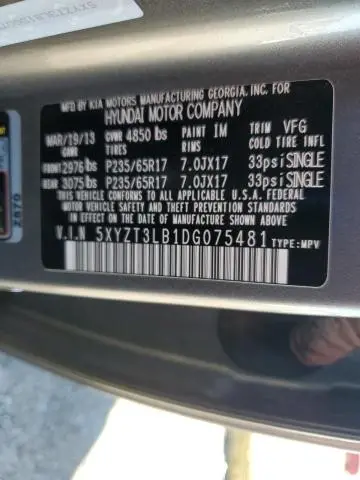 MFD BY KIA MOTORS MANUFACTURING GEORGIA, INC. FOR
HYUNDAI MOTOR COMPANY
MAR/19/13 GVWR 4850 lbs PAINT IM TRIM VFG
GAWR TIRES RIMS COLD TIRE INFL
FRONT 2976 lbs P235/65R17 7.0JX17 33psi SINGLE
REAR 3075 lbs P235/65R17 7.0JX17 33psi SINGLE
THIS VEHICLE CONFORMS TO ALL APPLICABLE U.S.A. FEDERAL
MOTOR VEHICLE SAFETY AND THEFT PREVENTION
STANDARDS IN EFFECT ON THE DATE OF MANUFACTURE SHOWN ABOVE
V.I.N 5XYZT3LB1DG075481 TYPE: MPV
2B70